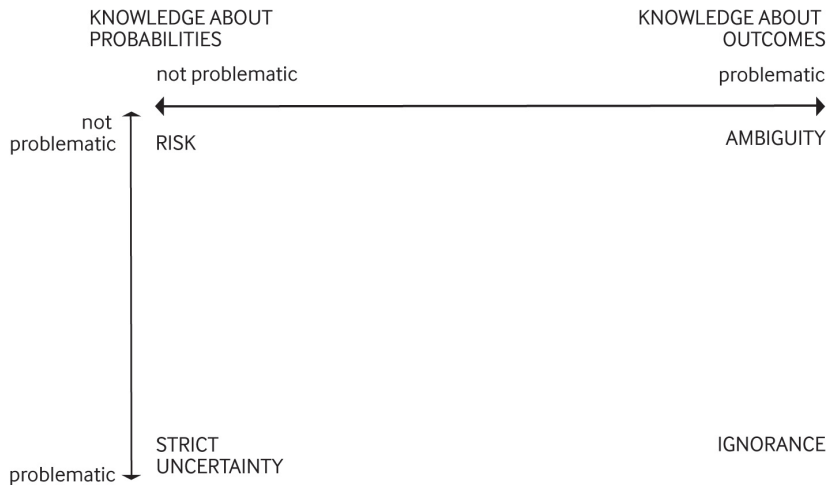 KNOWLEDGE ABOUT
PROBABILITIES
KNOWLEDGE ABOUT
OUTCOMES
not problematic
problematic
not
problematic
RISK
AMBIGUITY
STRICT
UNCERTAINTY
IGNORANCE
problematic